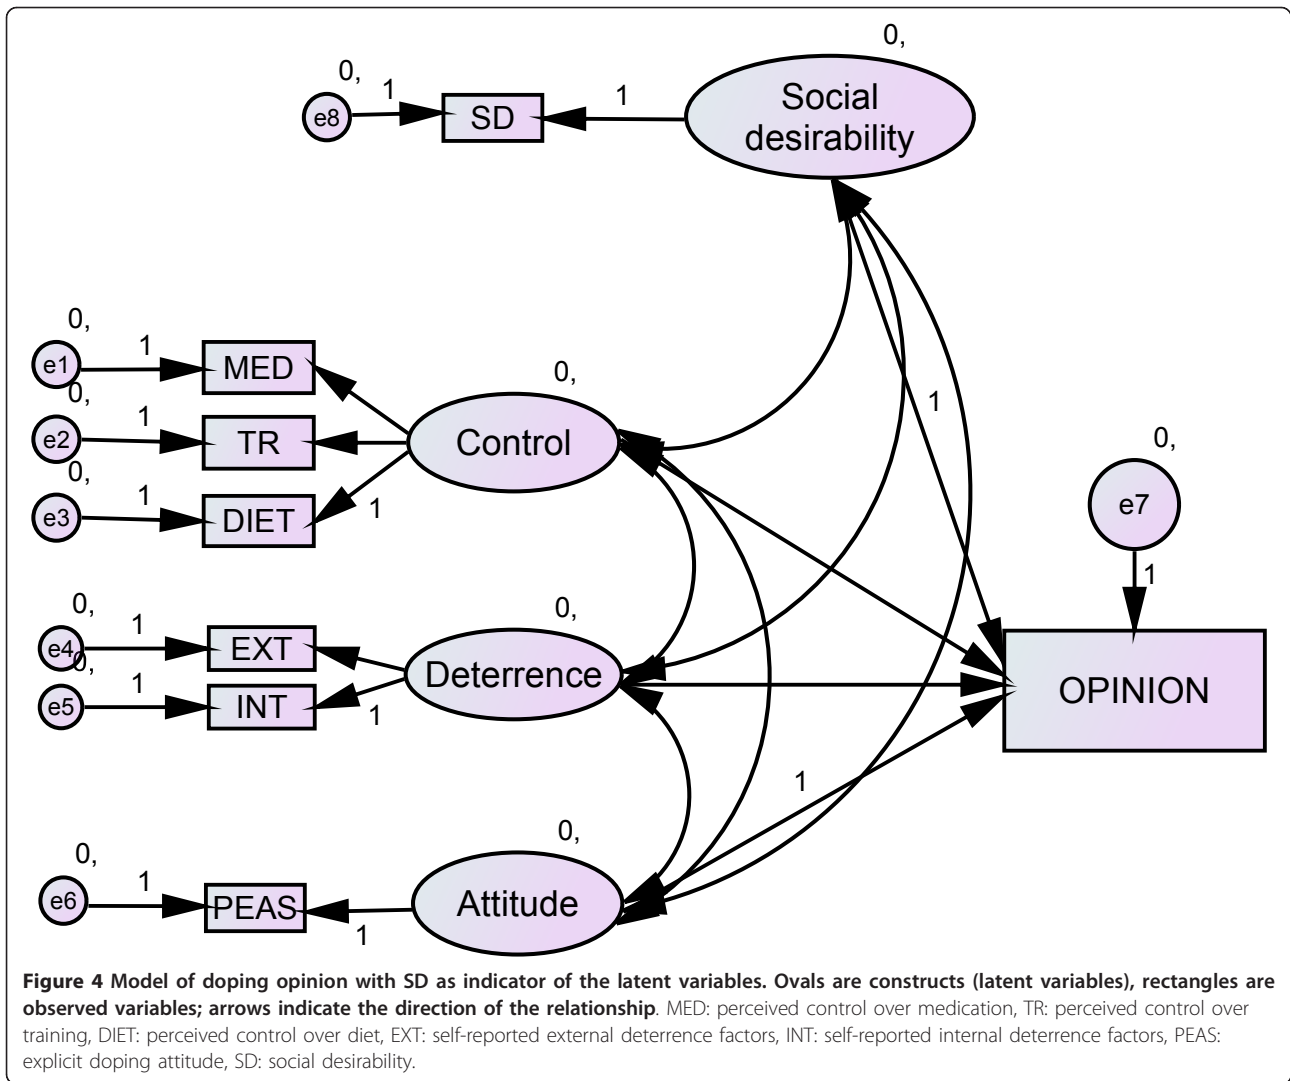 0,
0,
1
1
e8
SD
Social
desirability
0,
1
e1
MED
0,
1
e2
TR
0,
1
e3
DIET
1
0,
Control
1
0,
e7
1
0,
1
e4
EXT
0,
1
e5
INT
1
0,
Deterrence
OPINION
1
0,
0,
1
e6
PEAS
1
Attitude
Figure 4 Model of doping opinion with SD as indicator of the latent variables. Ovals are constructs (latent variables), rectangles are
observed variables; arrows indicate the direction of the relationship. MED: perceived control over medication, TR: perceived control over
training, DIET: perceived control over diet, EXT: self-reported external deterrence factors, INT: self-reported internal deterrence factors, PEAS:
explicit doping attitude, SD: social desirability.